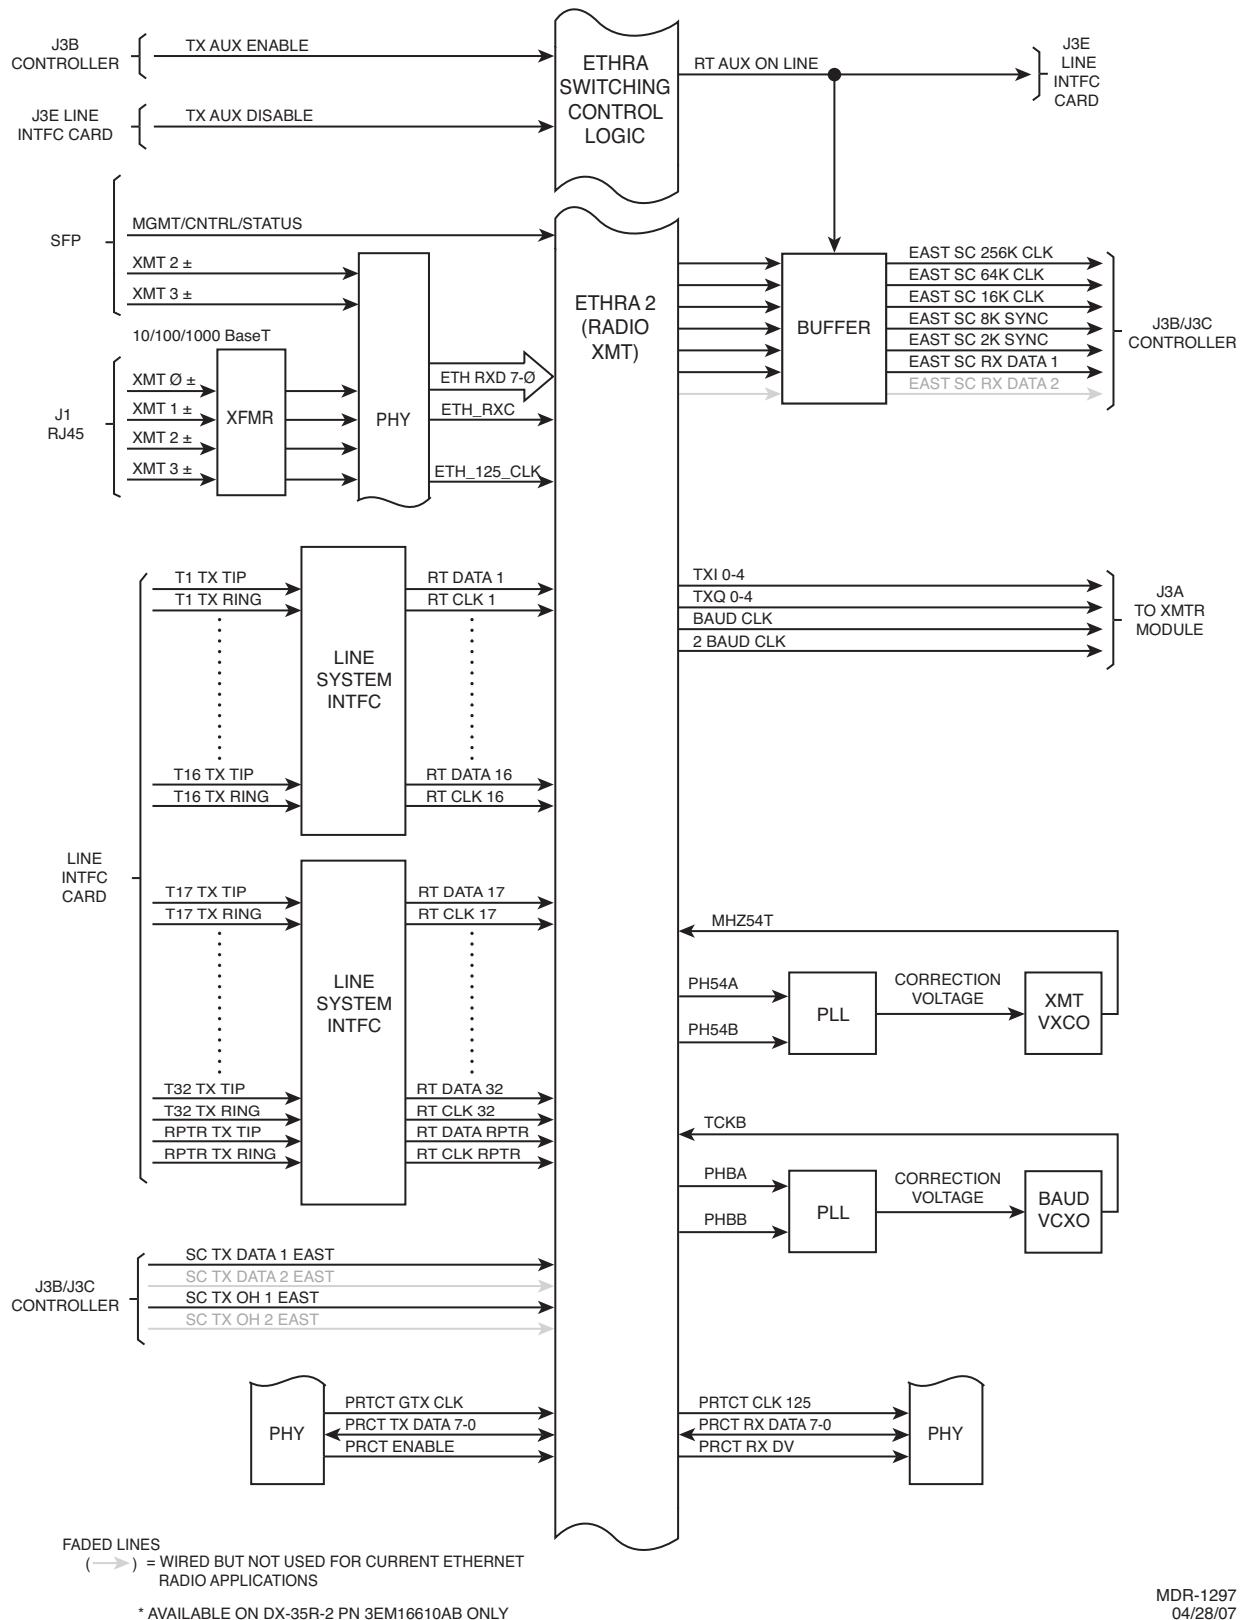 J3B
CONTROLLER
TX AUX ENABLE
J3E LINE
INTFC CARD
TX AUX DISABLE
ETHRA
SWITCHING
CONTROL
LOGIC
RT AUX ON LINE
J3E
LINE
INTFC
CARD
SFP
MGMT/CNTRL/STATUS
XMT 2 ±
XMT 3 ±
10/100/1000 BaseT
J1
RJ45
XMT Ø ±
XMT 1 ±
XMT 2 ±
XMT 3 ±
XFMR
PHY
ETH RXD 7-Ø
ETH_RXC
ETH_125_CLK
ETHRA 2
(RADIO
XMT)
BUFFER
EAST SC 256K CLK
EAST SC 64K CLK
EAST SC 16K CLK
EAST SC 8K SYNC
EAST SC 2K SYNC
EAST SC RX DATA 1
EAST SC RX DATA 2
J3B/J3C
CONTROLLER
LINE
INTFC
CARD
T1 TX TIP
T1 TX RING
T16 TX TIP
T16 TX RING
LINE
SYSTEM
INTFC
RT DATA 1
RT CLK 1
RT DATA 16
RT CLK 16
TXI 0-4
TXQ 0-4
BAUD CLK
2 BAUD CLK
J3A
TO XMTR
MODULE
T17 TX TIP
T17 TX RING
T32 TX TIP
T32 TX RING
RPTR TX TIP
RPTR TX RING
LINE
SYSTEM
INTFC
RT DATA 17
RT CLK 17
RT DATA 32
RT CLK 32
RT DATA RPTR
RT CLK RPTR
MHZ54T
PH54A
PH54B
PLL
CORRECTION
VOLTAGE
XMT
VXCO
TCKB
PHBA
PHBB
PLL
CORRECTION
VOLTAGE
BAUD
VCXO
J3B/J3C
CONTROLLER
SC TX DATA 1 EAST
SC TX DATA 2 EAST
SC TX OH 1 EAST
SC TX OH 2 EAST
PHY
PRTCT GTX CLK
PRCT TX DATA 7-0
PRCT ENABLE
PRTCT CLK 125
PRCT RX DATA 7-0
PRCT RX DV
PHY
FADED LINES
( ) = WIRED BUT NOT USED FOR CURRENT ETHERNET
RADIO APPLICATIONS
* AVAILABLE ON DX-35R-2 PN 3EM16610AB ONLY
MDR-1297
04/28/07